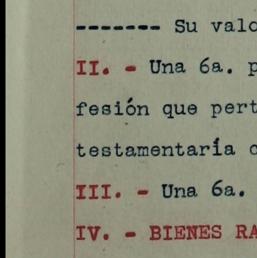 ------- Su valo
II. - Una 6a. p
fesión que pert
testamentaría c
III. - Una 6a.
IV. - BIENES RA